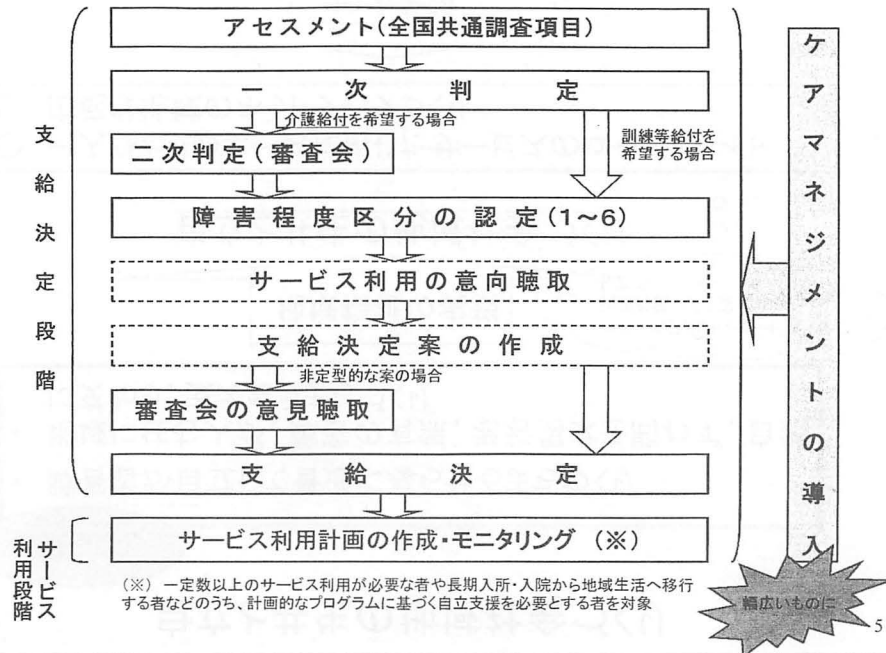 アセスメント(全国共通調査項目)
一次判定
介護給付を希望する場合
訓練等給付を
希望する場合
二次判定(審査会)
障害程度区分の認定(1~6)
サービス利用の意向聴取
支給決定案の作成
非定型的な案の場合
審査会の意見聴取
支給決定
サービス利用計画の作成・モニタリング (※)
(※) 一定数以上のサービス利用が必要な者や長期入所・入院から地域生活へ移行
する者などのうち、計画的なプログラムに基づく自立支援を必要とする者を対象
支給決定段階
サービス
利用段階
ケアマネジメントの導入
幅広いものに
5